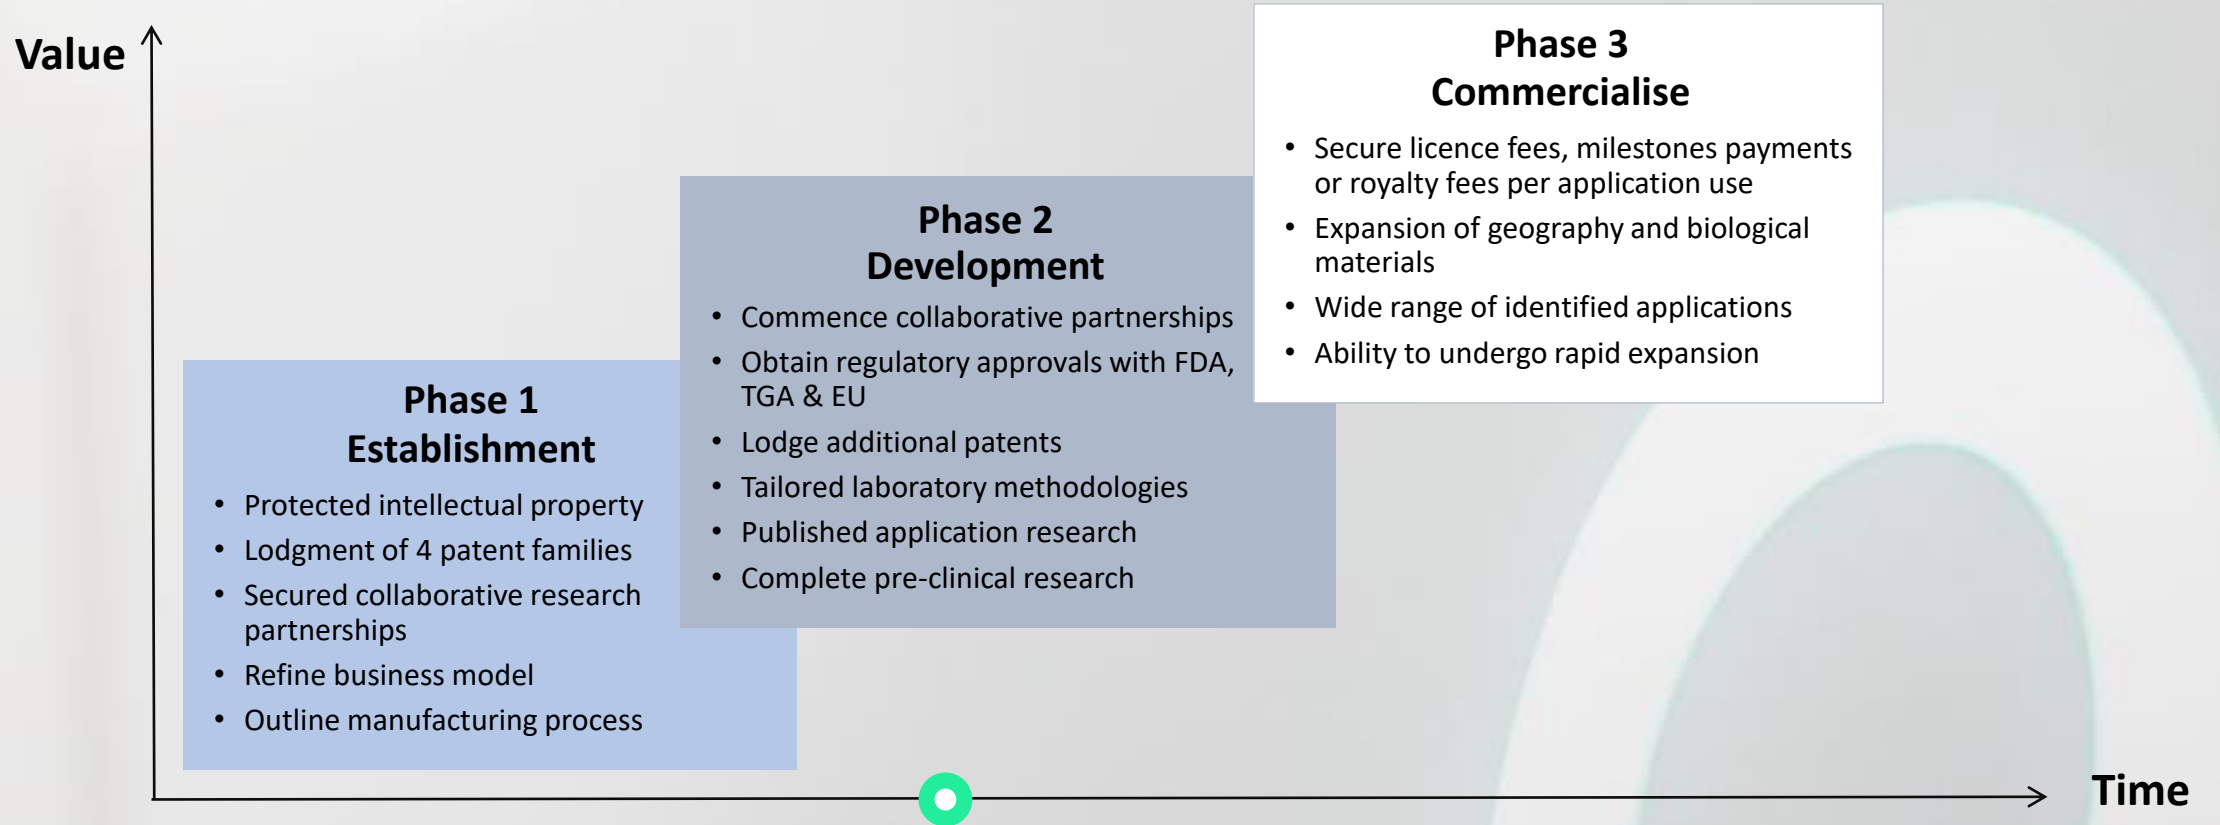 Value
Phase 1
Establishment
• Protected intellectual property
• Lodgment of 4 patent families
• Secured collaborative research
partnerships
• Refine business model
• Outline manufacturing process
Phase 2
Development
• Commence collaborative partnerships
• Obtain regulatory approvals with FDA,
TGA & EU
• Lodge additional patents
• Tailored laboratory methodologies
• Published application research
• Complete pre-clinical research
Phase 3
Commercialise
• Secure licence fees, milestones payments
or royalty fees per application use
• Expansion of geography and biological
materials
• Wide range of identified applications
• Ability to undergo rapid expansion
Time